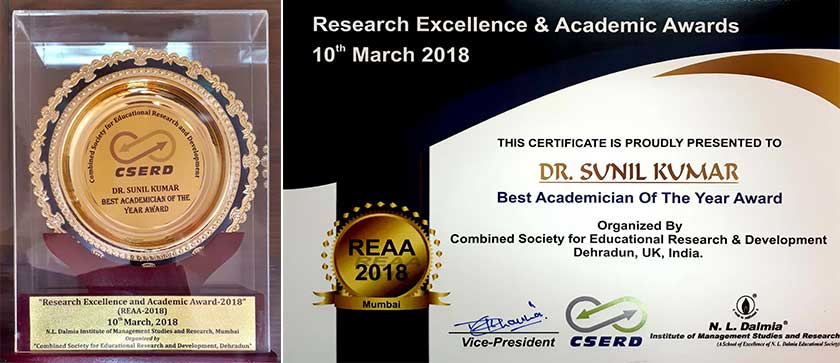 Combined Society for Educational Research and Development
CSERD
DR. SUNIL KUMAR
BEST ACADEMICIAN OF THE
YEAR AWARD
"Research Excellence and Academic Award-2018"
(REAA-2018)
10th March, 2018
N.L. Dalmia Institute of Management Studies and Research, Mumbai
Organized by
"Combined Society for Educational Research and Development, Dehradun"
Research Excellence & Academic Awards
10th March 2018
THIS CERTIFICATE IS PROUDLY PRESENTED TO
DR. SUNIL KUMAR
Best Academician Of The Year Award
Organized By
Combined Society for Educational Research & Development
Dehradun, UK, India.
REAA
2018
Mumbai
Vice-President
CSERD
N. L. Dalmia®
Institute of Management Studies and Research
(A School of Excellence of N. L. Dalmia Educational Society)